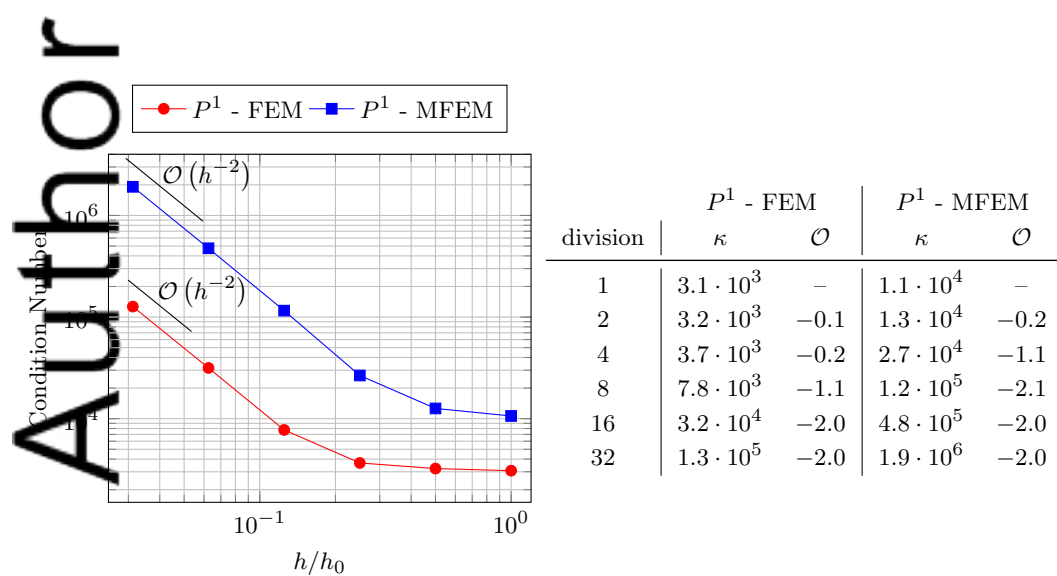 Author
P¹ - FEM P¹ - MFEM
O(h⁻²)
O(h⁻²)
10⁶
10⁵
10⁴
Condition Number
10⁻¹ 10⁰
h/h₀
P¹ - FEM P¹ - MFEM
division κ O κ O
1 3.1 · 10³ – 1.1 · 10⁴ –
2 3.2 · 10³ −0.1 1.3 · 10⁴ −0.2
4 3.7 · 10³ −0.2 2.7 · 10⁴ −1.1
8 7.8 · 10³ −1.1 1.2 · 10⁵ −2.1
16 3.2 · 10⁴ −2.0 4.8 · 10⁵ −2.0
32 1.3 · 10⁵ −2.0 1.9 · 10⁶ −2.0